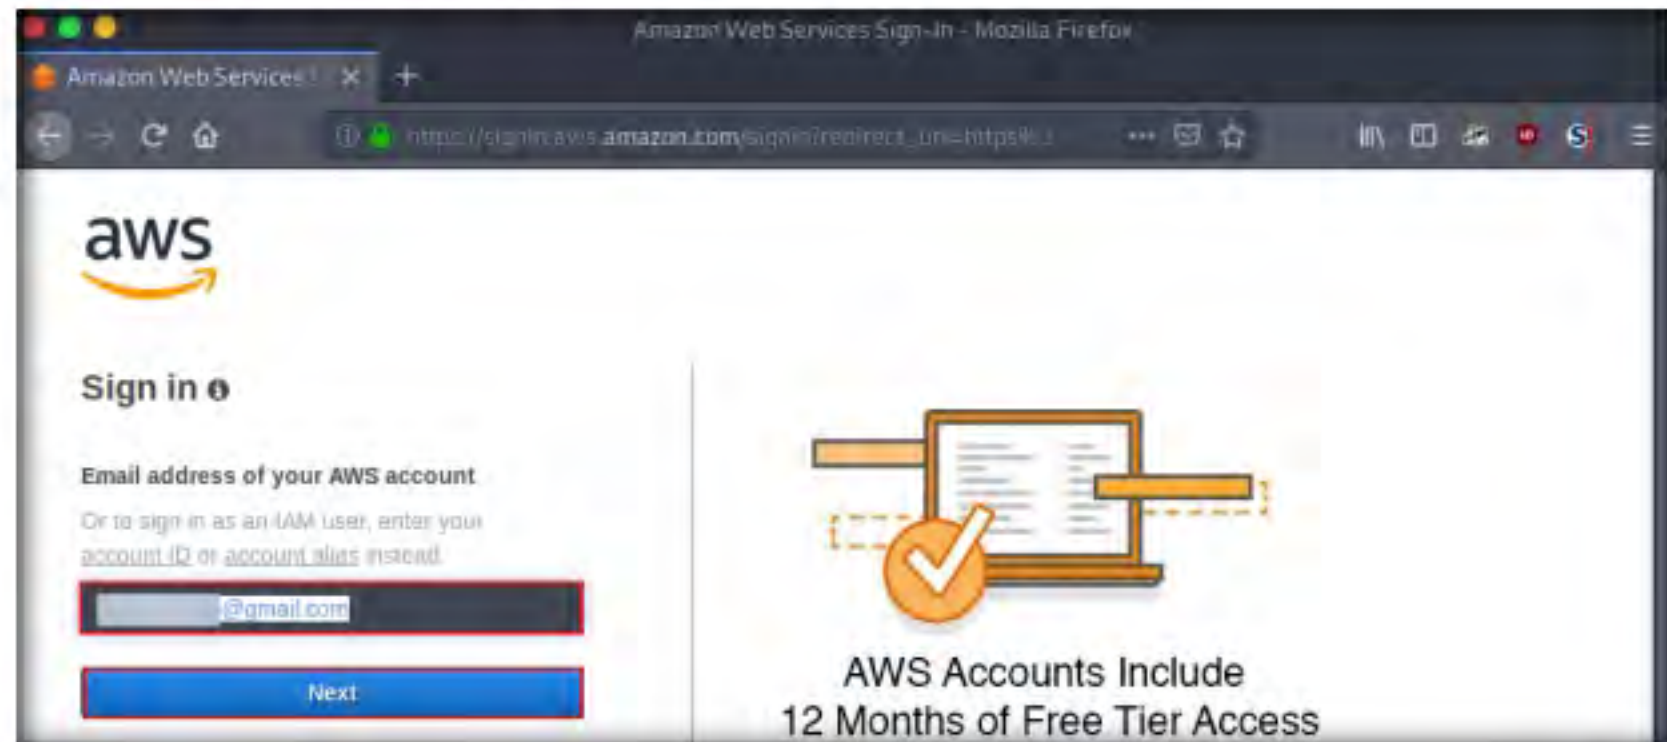 Amazon Web Services Sign-In - Mozilla Firefox
Amazon Web Services
https://signin.aws.amazon.com/signin?redirect_uri=https%
aws
Sign in
Email address of your AWS account
Or to sign in as an IAM user, enter your
account ID or account alias instead.
@gmail.com
Next
AWS Accounts Include
12 Months of Free Tier Access